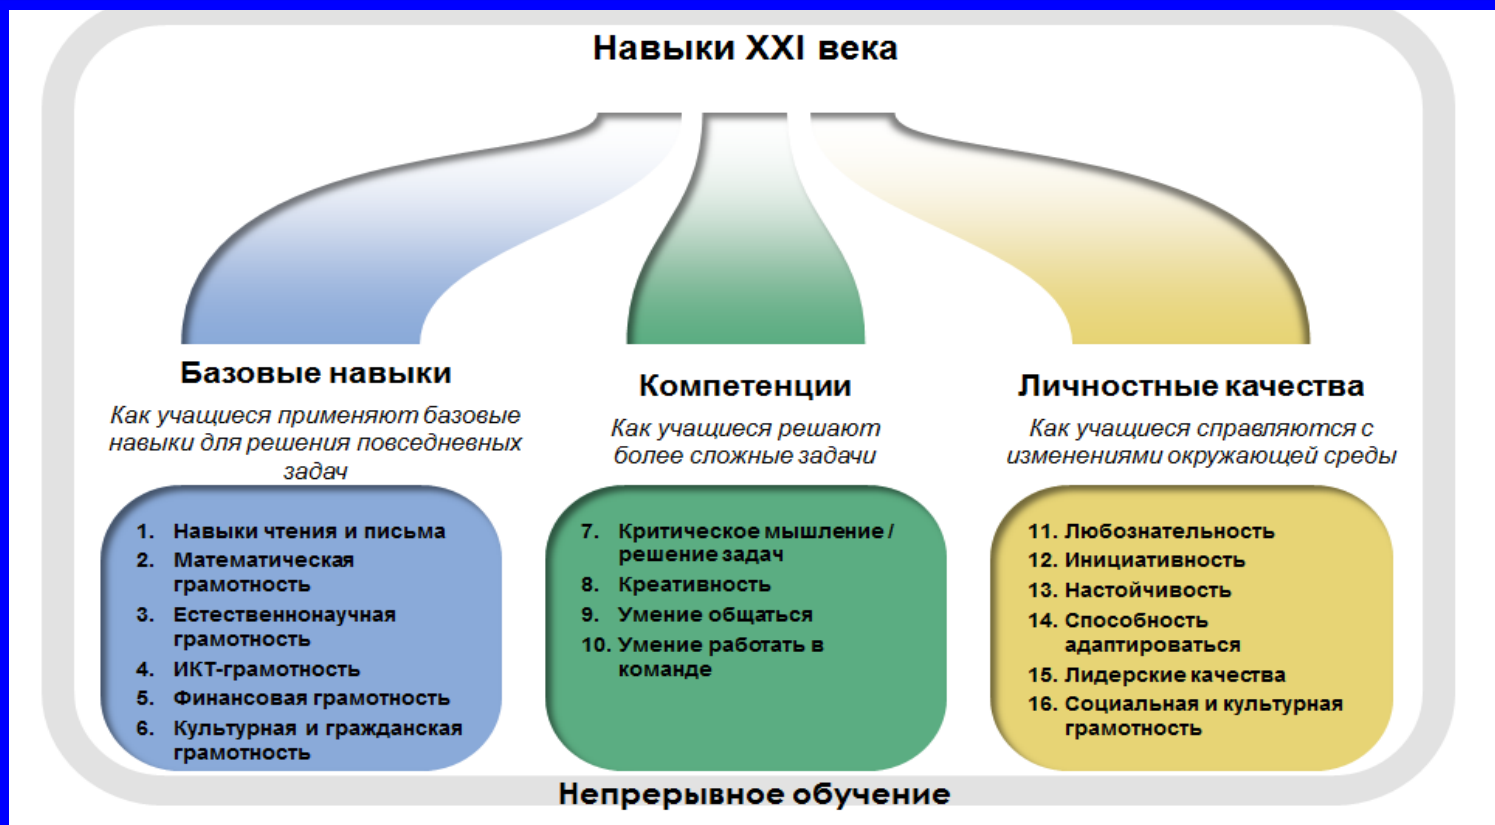 Навыки XXI века
Базовые навыки
Как учащиеся применяют базовые
навыки для решения повседневных
задач
1. Навыки чтения и письма
2. Математическая
грамотность
3. Естественнонаучная
грамотность
4. ИКТ-грамотность
5. Финансовая грамотность
6. Культурная и гражданская
грамотность
Компетенции
Как учащиеся решают
более сложные задачи
7. Критическое мышление /
решение задач
8. Креативность
9. Умение общаться
10. Умение работать в
команде
Личностные качества
Как учащиеся справляются с
изменениями окружающей среды
11. Любознательность
12. Инициативность
13. Настойчивость
14. Способность
адаптироваться
15. Лидерские качества
16. Социальная и культурная
грамотность
Непрерывное обучение